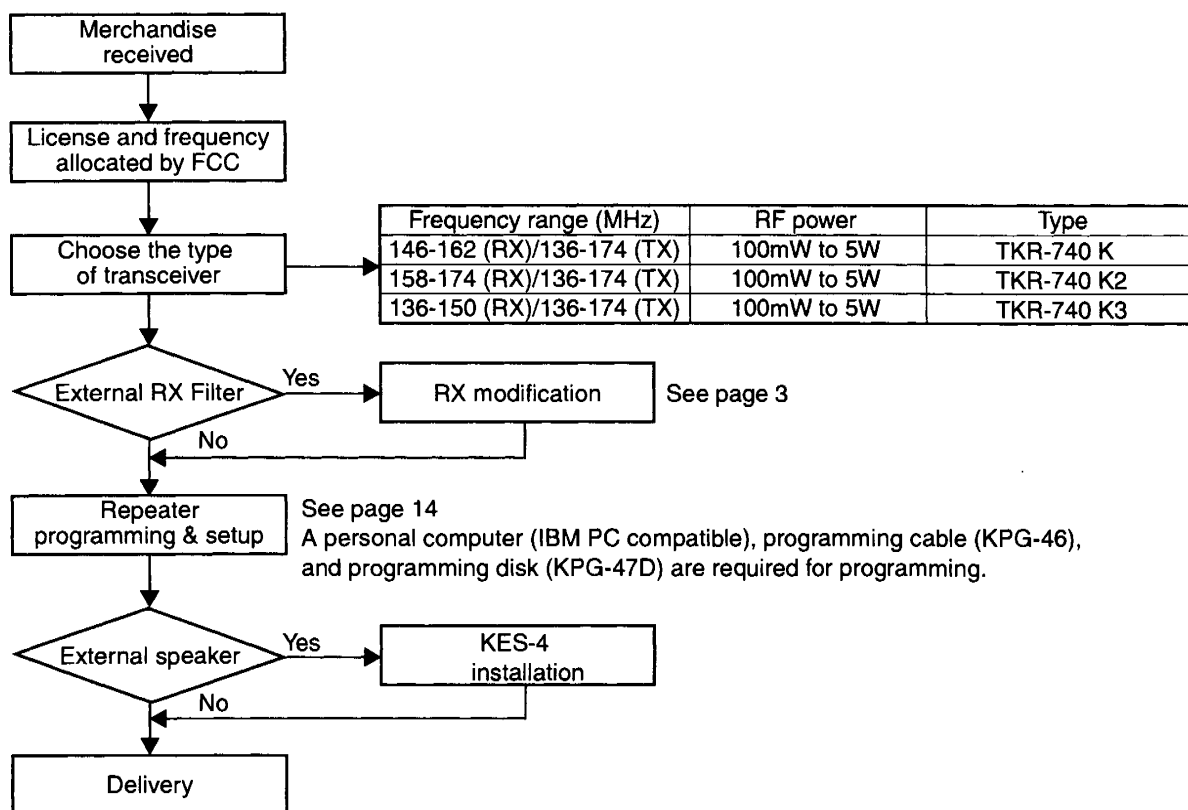 Merchandise
received
License and frequency
allocated by FCC
Choose the type
of transceiver
Frequency range (MHz) RF power Type
146-162 (RX)/136-174 (TX) 100mW to 5W TKR-740 K
158-174 (RX)/136-174 (TX) 100mW to 5W TKR-740 K2
136-150 (RX)/136-174 (TX) 100mW to 5W TKR-740 K3
External RX Filter
Yes
RX modification
See page 3
No
Repeater
programming & setup
See page 14
A personal computer (IBM PC compatible), programming cable (KPG-46),
and programming disk (KPG-47D) are required for programming.
External speaker
Yes
KES-4
installation
No
Delivery